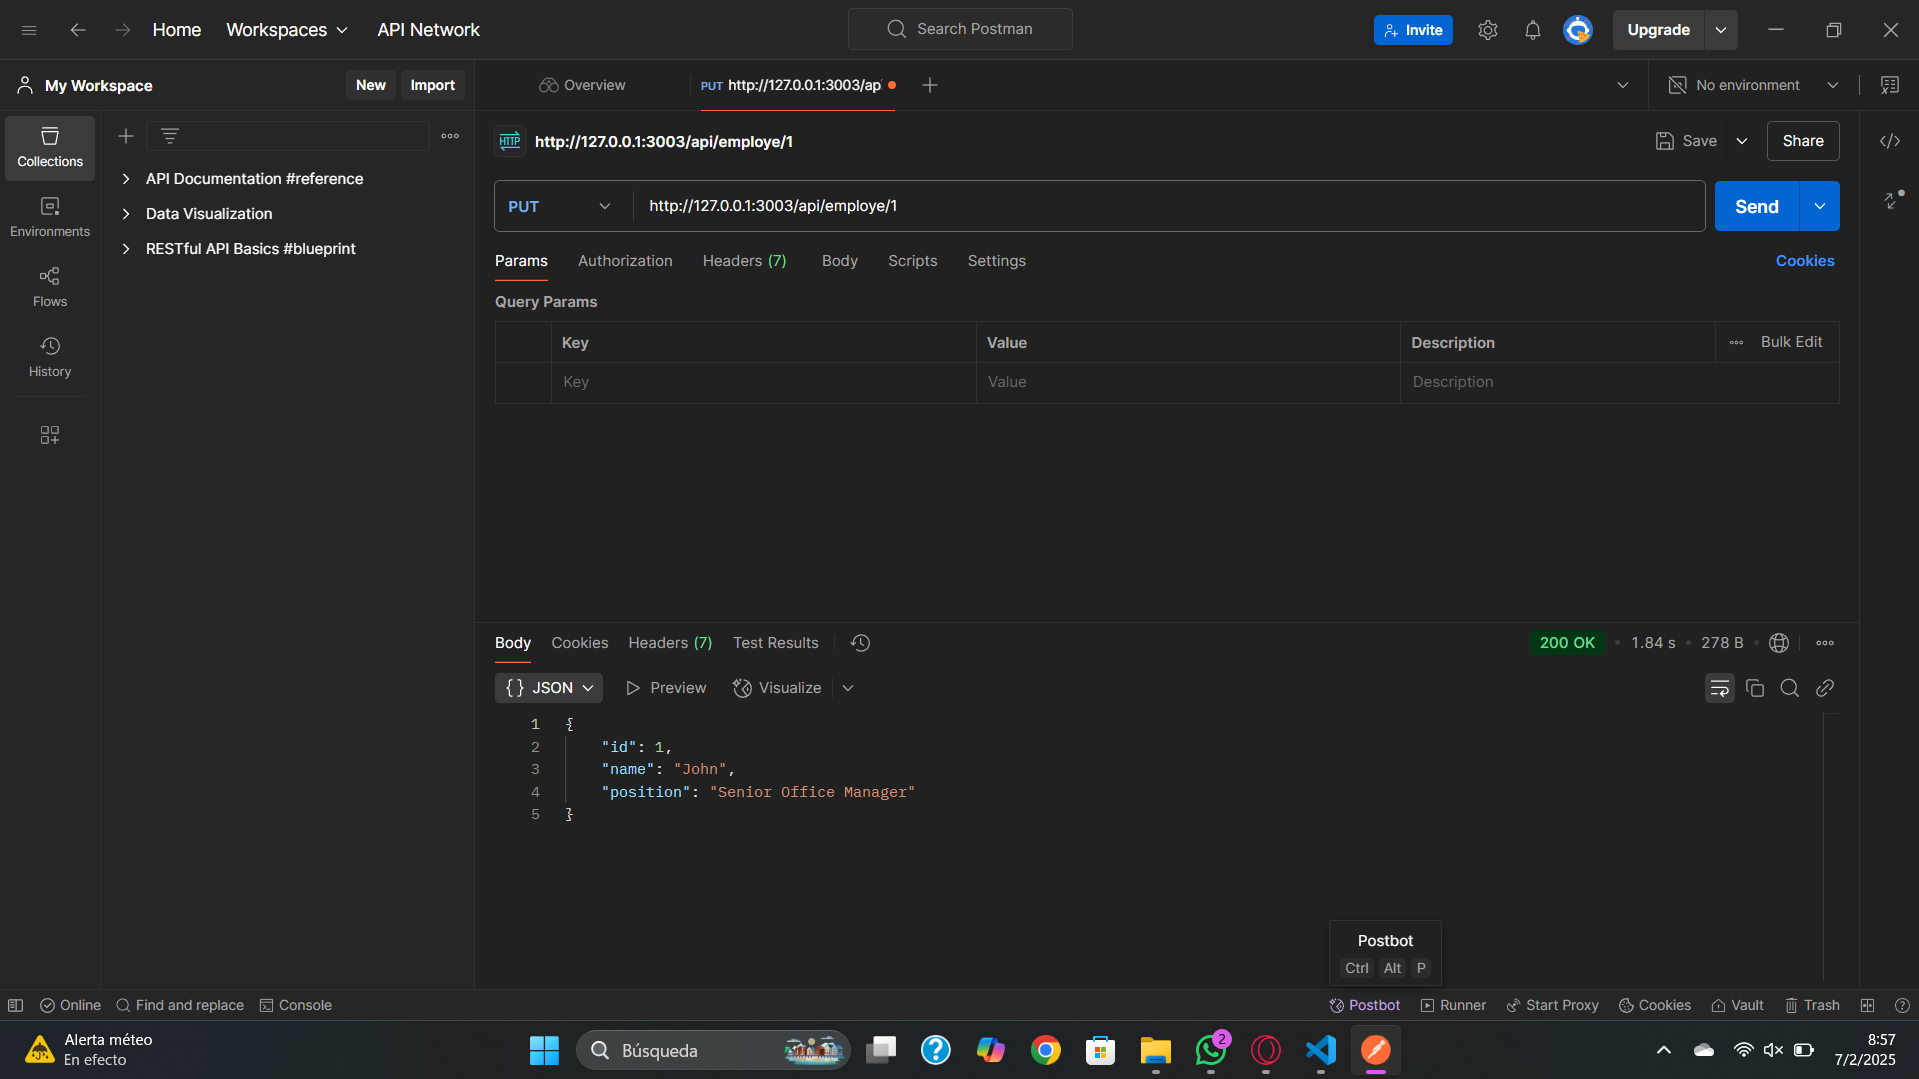 Home
Workspaces
API Network
Search Postman
Invite
Upgrade
My Workspace
New
Import
Overview
PUT http://127.0.0.1:3003/ap
No environment
Collections
Environments
Flows
History
API Documentation #reference
Data Visualization
RESTful API Basics #blueprint
HTTP http://127.0.0.1:3003/api/employe/1
Save
Share
PUT
http://127.0.0.1:3003/api/employe/1
Send
Params
Authorization
Headers (7)
Body
Scripts
Settings
Cookies
Query Params
Key
Value
Description
Bulk Edit
Key
Value
Description
Body
Cookies
Headers (7)
Test Results
200 OK
1.84 s
278 B
{} JSON
Preview
Visualize
1 {
2 "id": 1,
3 "name": "John",
4 "position": "Senior Office Manager"
5 }
Postbot
Ctrl Alt P
Online
Find and replace
Console
Postbot
Runner
Start Proxy
Cookies
Vault
Trash
Alerta méteo
En efecto
Búsqueda
2
8:57
7/2/2025